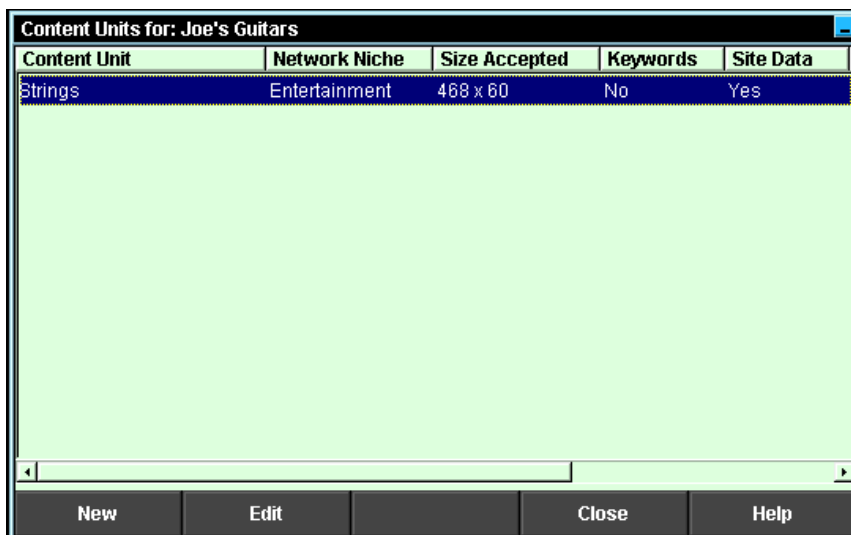 Content Units for: Joe's Guitars
Content Unit Network Niche Size Accepted Keywords Site Data
Strings Entertainment 468 x 60 No Yes
New Edit Close Help